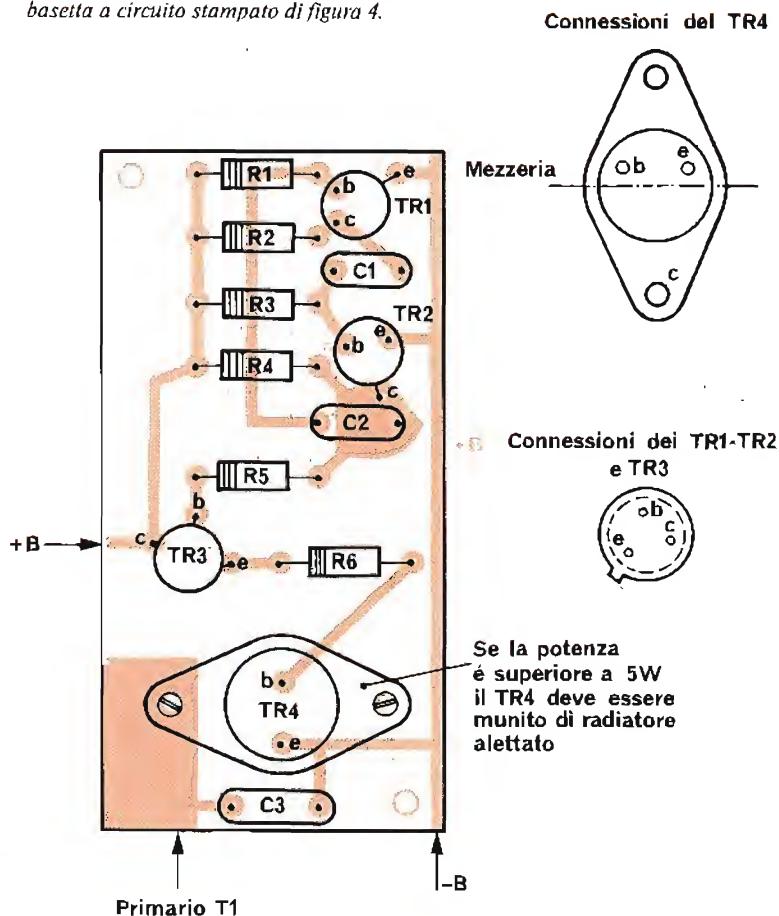 basetta a circuito stampato di figura 4.
Connessioni del TR4
Mezzeria
b
e
c
R1
b
e
c
TR1
R2
C1
R3
TR2
b
e
c
R4
C2
+B
Connessioni dei TR1-TR2
e TR3
b
c
e
R5
b
+B
c
TR3
e
R6
Se la potenza
é superiore a 5W
il TR4 deve essere
munito di radiatore
alettato
b
TR4
e
C3
-B
Primario T1